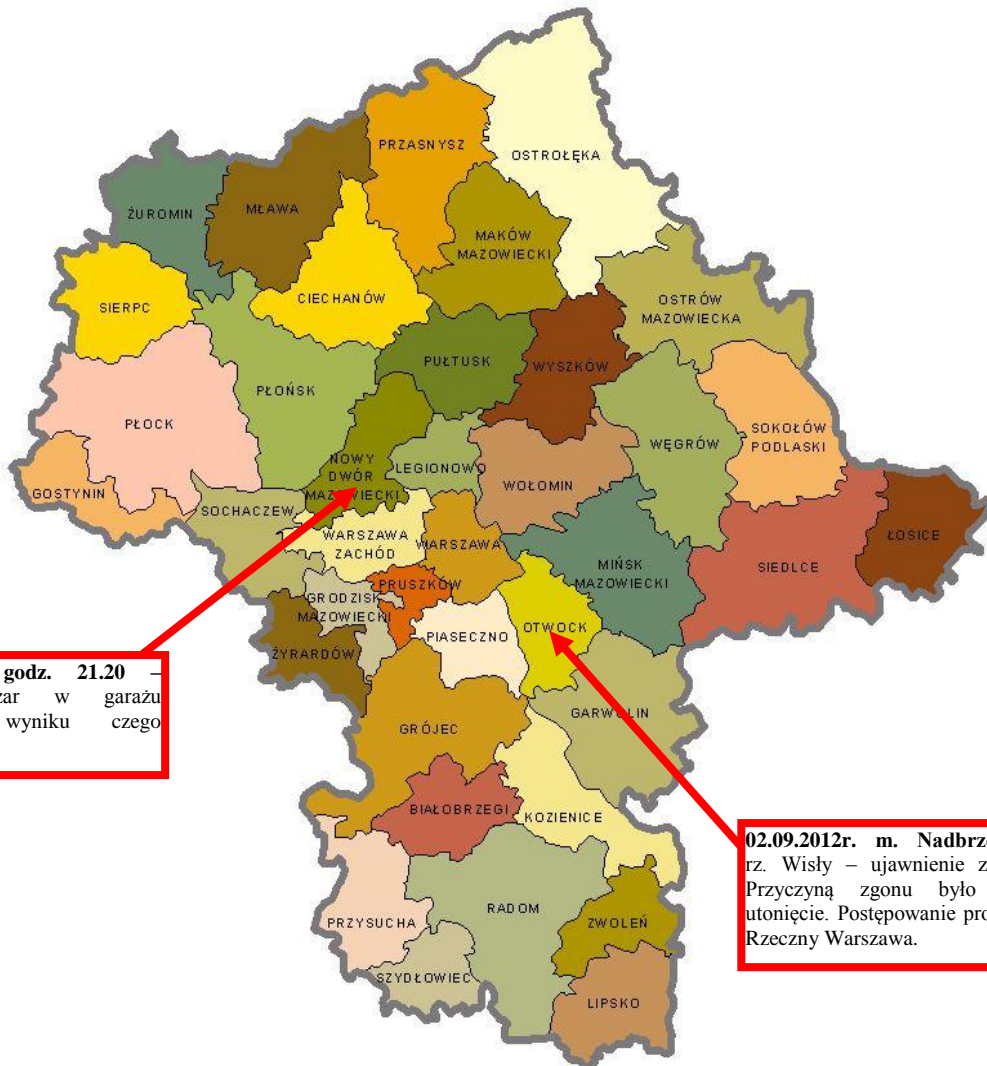 PRZASNYSZ
OSTROŁĘKA
ŻUROMIN
MŁAWA
MAKÓW
MAZOWIECKI
SIERPC
CIECHANÓW
OSTRÓW
MAZOWIECKA
PŁOCK
PŁOŃSK
PUŁTUSK
WYSZKÓW
SOKOŁÓW
PODLASKI
WĘGRÓW
GOSTYNIN
NOWY
DWÓR
MAZOWIECKI
LEGIONOWO
WOŁOMIN
SOCHACZEW
WARSZAWA
ZACHÓD
WARSZAWA
MIŃSK
MAZOWIECKI
SIEDLCE
ŁOSICE
PRUSZKÓW
GRODZISK
MAZOWIECKI
PIASECZNO
OTWOCK
ŻYRARDÓW
godz. 21.20 –
w garażu
wyniku czego
GARWOLIN
GRÓJEC
BIAŁOBRZEGI
KOZIENICE
02.09.2012r. m.
rz. Wisły – ujawnienie
Przyczyną zgonu było
utonięcie. Postępowanie
Rzeczny Warszawa.
PRZYSUCHA
RADOM
ZWOLEŃ
SZYDŁOWIEC
LIPSKO